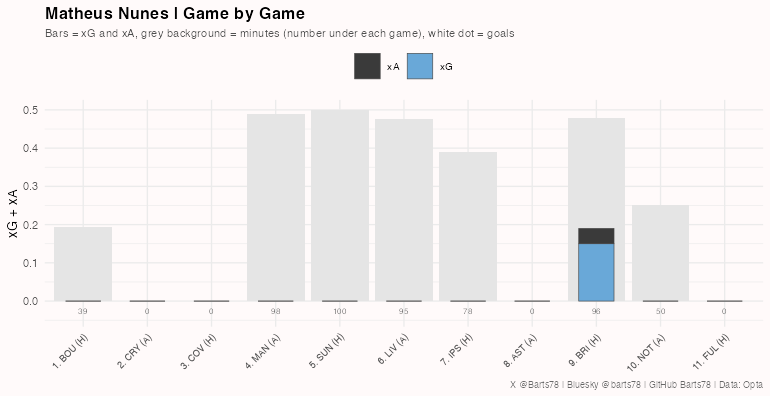 Matheus Nunes | Game by Game
Bars = xG and xA, grey background = minutes (number under each game), white dot = goals
xA xG
xG + xA
0.5
0.4
0.3
0.2
0.1
0.0
39 0 0 98 100 95 78 0 96 50 0
1. BOU (H)
2. CRY (A)
3. COV (H)
4. MAN (A)
5. SUN (H)
6. LIV (A)
7. IPS (H)
8. AST (A)
9. BRI (H)
10. NOT (A)
11. FUL (H)
X @Barts78 | Bluesky @barts78 | GitHub Barts78 | Data: Opta